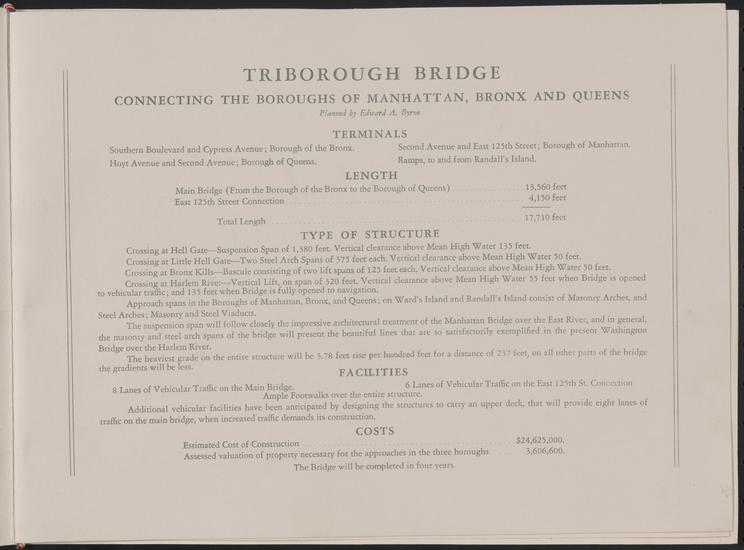 TRIBOROUGH BRIDGE
CONNECTING THE BOROUGHS OF MANHATTAN, BRONX AND QUEENS
Planned by Edward A. Byrne
TERMINALS
Southern Boulevard and Cypress Avenue; Borough of the Bronx.
Second Avenue and East 125th Street; Borough of Manhattan.
Hoyt Avenue and Second Avenue; Borough of Queens.
Ramps, to and from Randall's Island.
LENGTH
Main Bridge (From the Borough of the Bronx to the Borough of Queens) 13,560 feet
East 125th Street Connection 4,150 feet
Total Length 17,710 feet
TYPE OF STRUCTURE
Crossing at Hell Gate—Suspension Span of 1,380 feet. Vertical clearance above Mean High Water 135 feet.
Crossing at Little Hell Gate—Two Steel Arch Spans of 375 feet each. Vertical clearance above Mean High Water 50 feet.
Crossing at Bronx Kills—Bascule consisting of two lift spans of 125 feet each. Vertical clearance above Mean High Water 50 feet.
Crossing at Harlem River—Vertical Lift, on span of 320 feet. Vertical clearance above Mean High Water 55 feet when Bridge is opened
to vehicular traffic; and 135 feet when Bridge is fully opened to navigation.
Approach spans in the Boroughs of Manhattan, Bronx, and Queens; on Ward's Island and Randall's Island consist of Masonry Arches, and
Steel Arches; Masonry and Steel Viaducts.
The suspension span will follow closely the impressive architectural treatment of the Manhattan Bridge over the East River, and in general,
the masonry and steel arch spans of the bridge will present the beautiful lines that are so satisfactorily exemplified in the present Washington
Bridge over the Harlem River.
The heaviest grade on the entire structure will be 3.78 feet rise per hundred feet for a distance of 237 feet, on all other parts of the bridge
the gradients will be less.
FACILITIES
8 Lanes of Vehicular Traffic on the Main Bridge.
6 Lanes of Vehicular Traffic on the East 125th St. Connection
Ample Footwalks over the entire structure.
Additional vehicular facilities have been anticipated by designing the structures to carry an upper deck, that will provide eight lanes of
traffic on the main bridge, when increased traffic demands its construction.
COSTS
Estimated Cost of Construction $24,625,000.
Assessed valuation of property necessary for the approaches in the three boroughs 3,606,600.
The Bridge will be completed in four years.